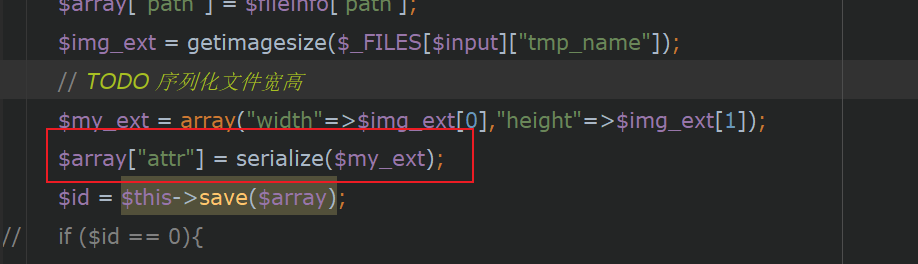 $array["path"] = $fileinfo["path"];
$img_ext = getimagesize($_FILES[$input]["tmp_name"]);
// TODO 序列化文件宽高
$my_ext = array("width"=>$img_ext[0],"height"=>$img_ext[1]);
$array["attr"] = serialize($my_ext);
$id = $this->save($array);
// if ($id == 0){